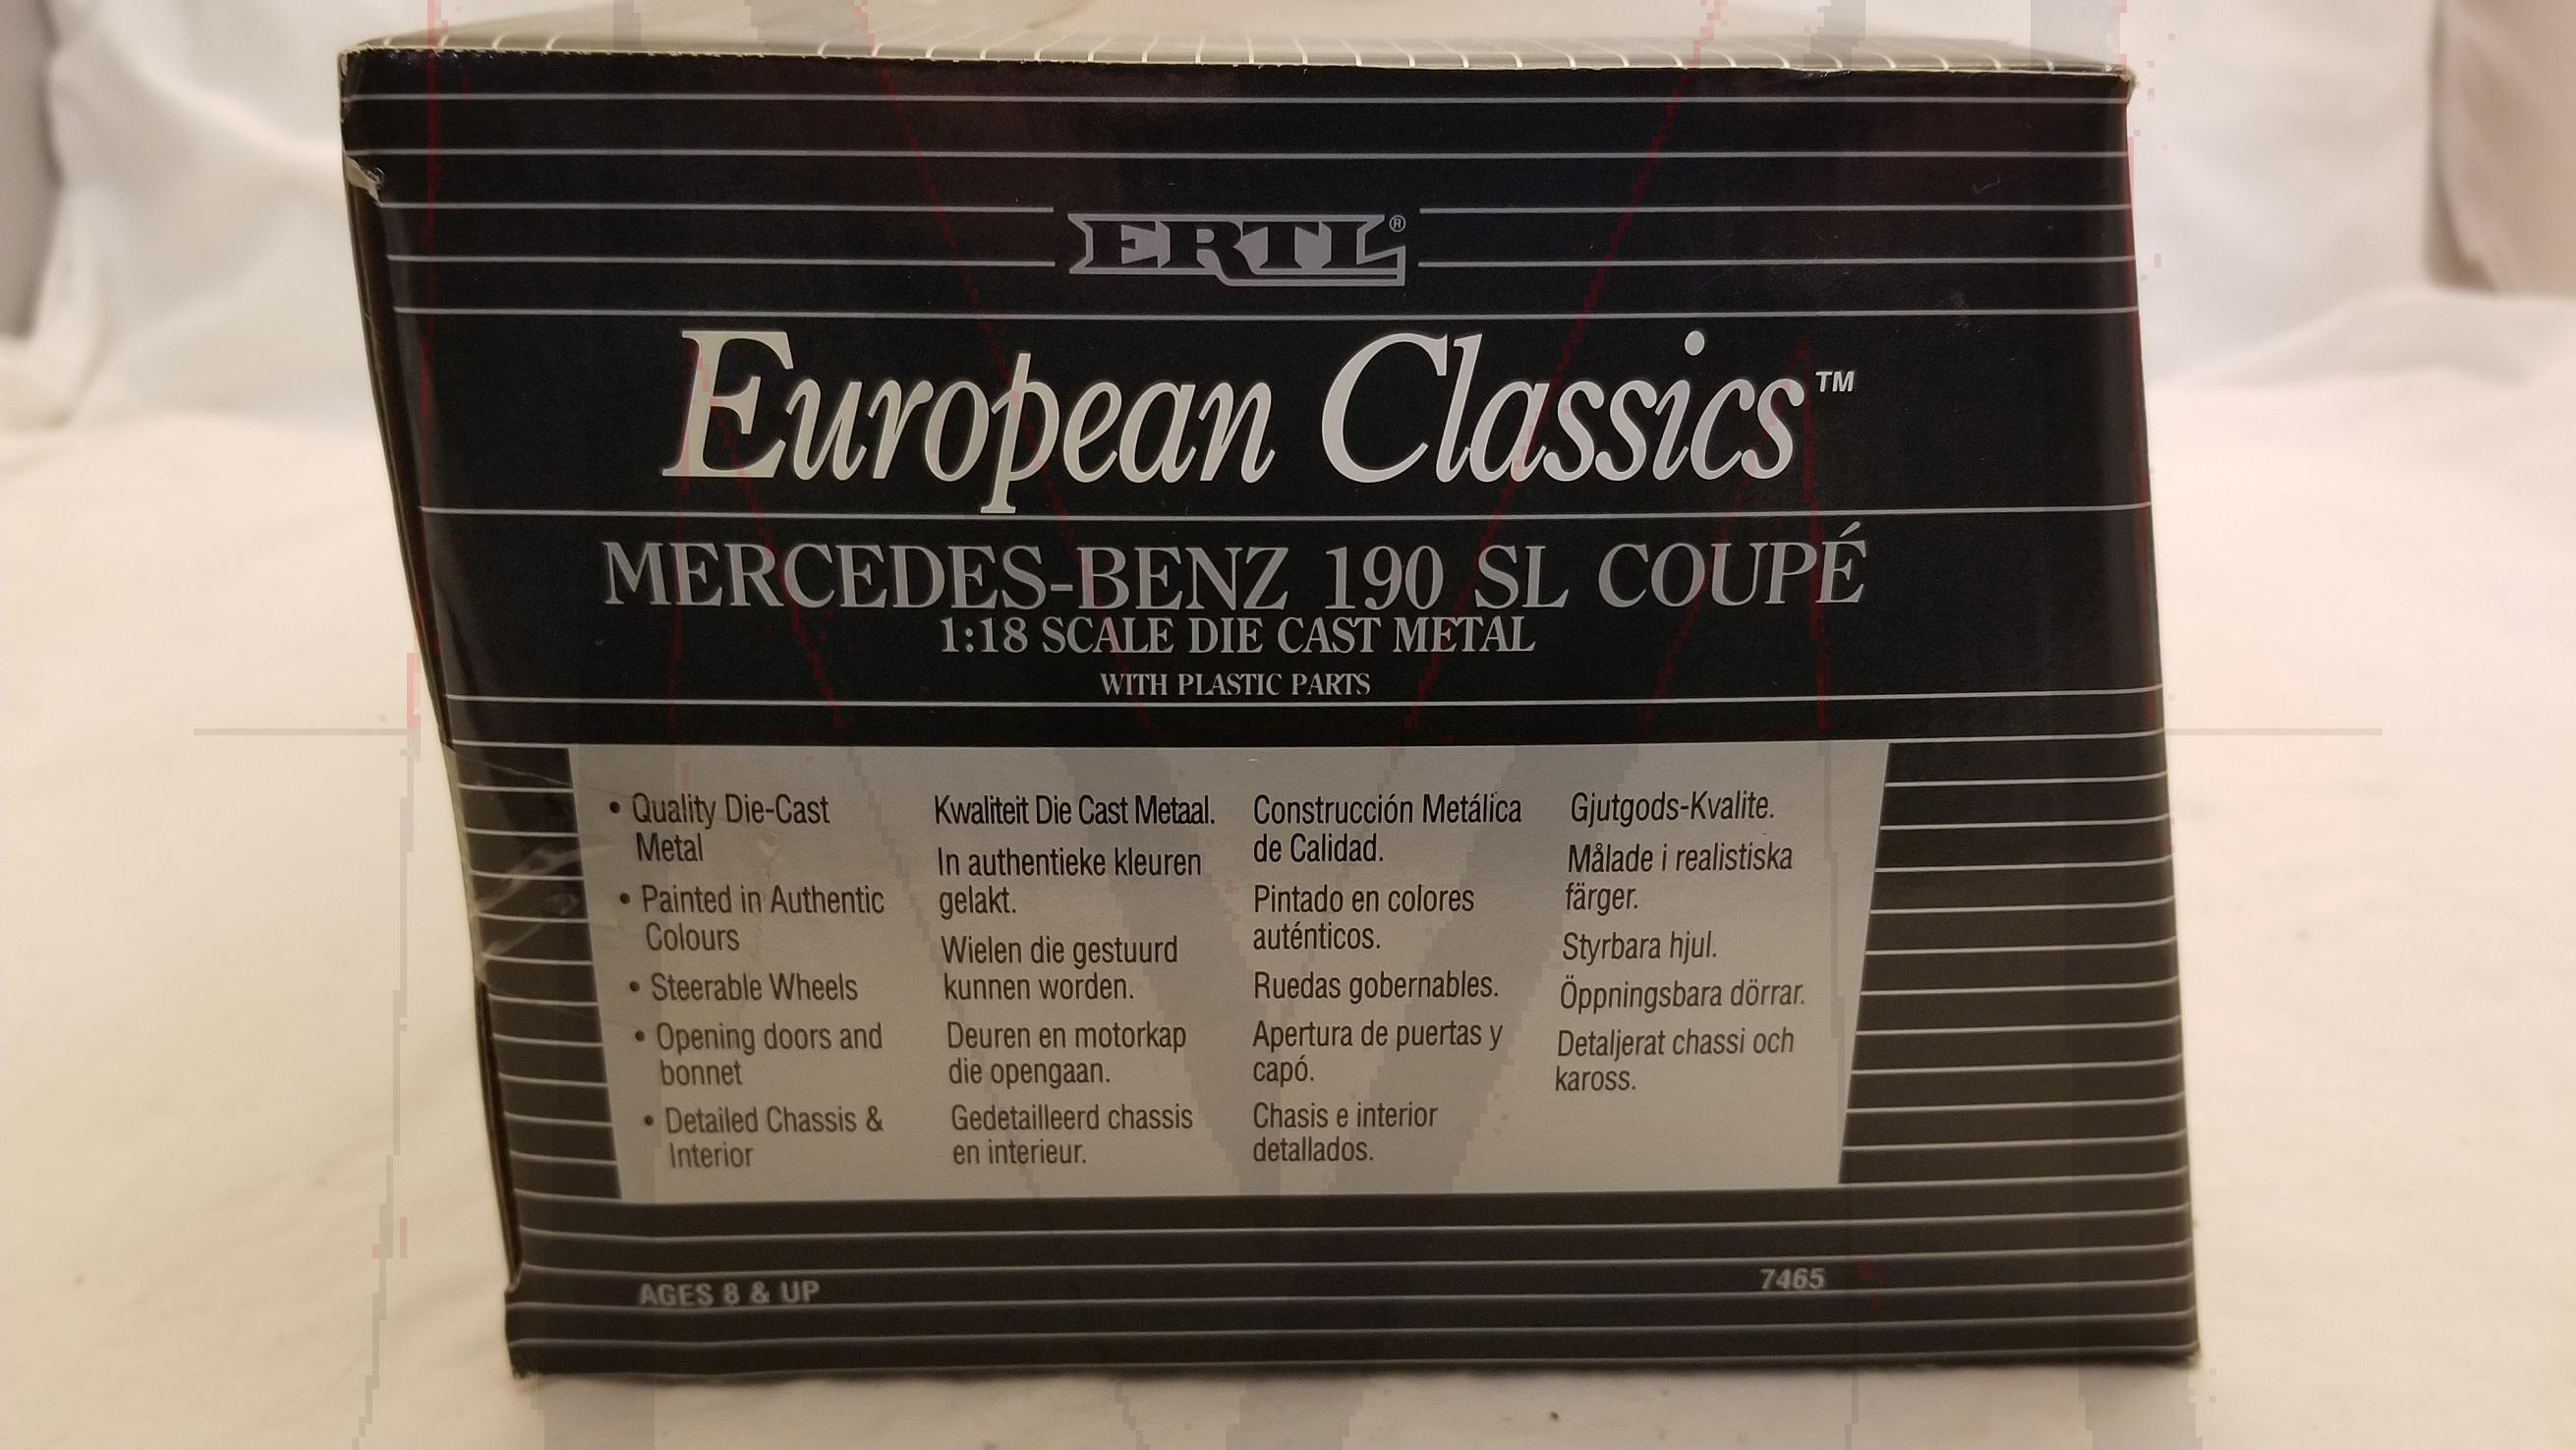 ERTL®
European Classics™
MERCEDES-BENZ 190 SL COUPÉ
1:18 SCALE DIE CAST METAL
WITH PLASTIC PARTS
• Quality Die-Cast
Metal
• Painted in Authentic
Colours
• Steerable Wheels
• Opening doors and
bonnet
• Detailed Chassis &
Interior
Kwaliteit Die Cast Metaal.
In authentieke kleuren
gelakt.
Wielen die gestuurd
kunnen worden.
Deuren en motorkap
die opengaan.
Gedetailleerd chassis
en interieur.
Construcción Metálica
de Calidad.
Pintado en colores
auténticos.
Ruedas gobernables.
Apertura de puertas y
capó.
Chasis e interior
detallados.
Gjutgods-Kvalite.
Målade i realistiska
färger.
Styrbara hjul.
Öppningsbara dörrar.
Detaljerat chassi och
kaross.
AGES 8 & UP
7465